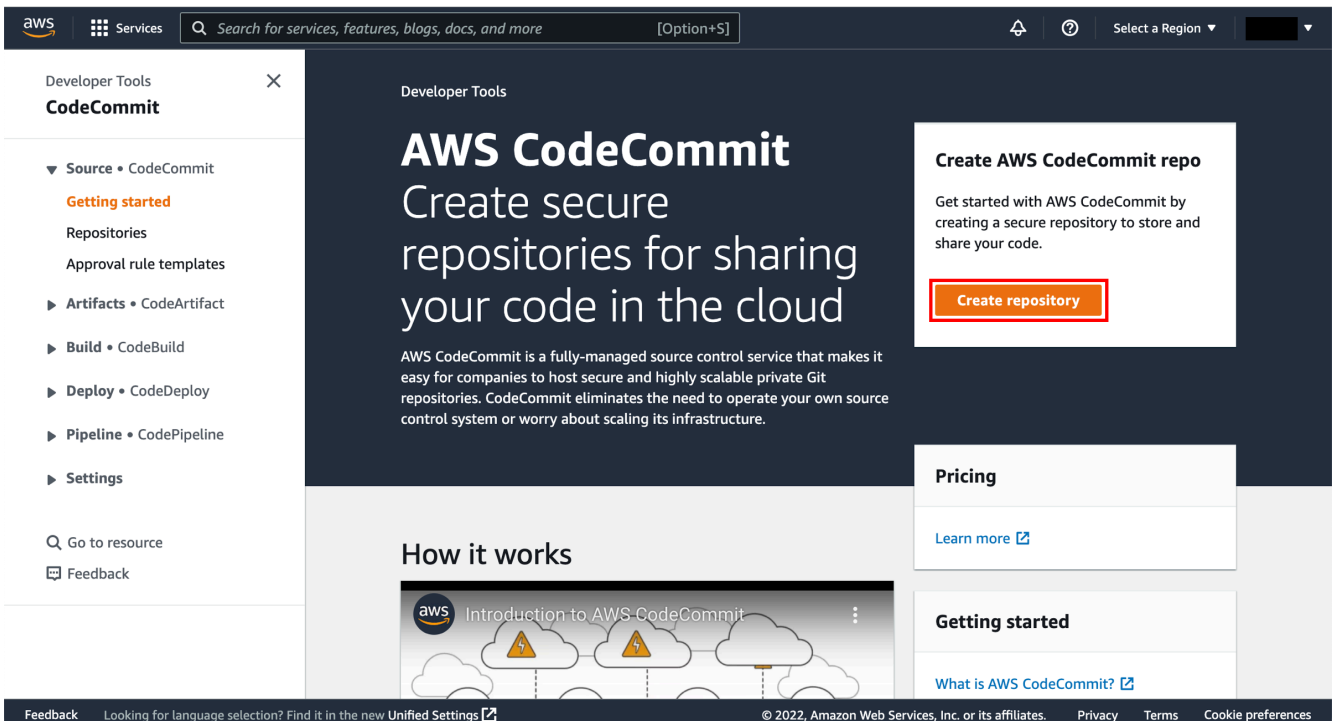 aws
Services
Search for services, features, blogs, docs, and more
[Option+S]
Select a Region
Developer Tools
CodeCommit
Source • CodeCommit
Getting started
Repositories
Approval rule templates
Artifacts • CodeArtifact
Build • CodeBuild
Deploy • CodeDeploy
Pipeline • CodePipeline
Settings
Go to resource
Feedback
Developer Tools
AWS CodeCommit
Create secure
repositories for sharing
your code in the cloud
AWS CodeCommit is a fully-managed source control service that makes it
easy for companies to host secure and highly scalable private Git
repositories. CodeCommit eliminates the need to operate your own source
control system or worry about scaling its infrastructure.
Create AWS CodeCommit repo
Get started with AWS CodeCommit by
creating a secure repository to store and
share your code.
Create repository
Pricing
Learn more
How it works
aws
Introduction to AWS CodeCommit
Getting started
What is AWS CodeCommit?
Feedback
Looking for language selection? Find it in the new Unified Settings
© 2022, Amazon Web Services, Inc. or its affiliates.
Privacy
Terms
Cookie preferences